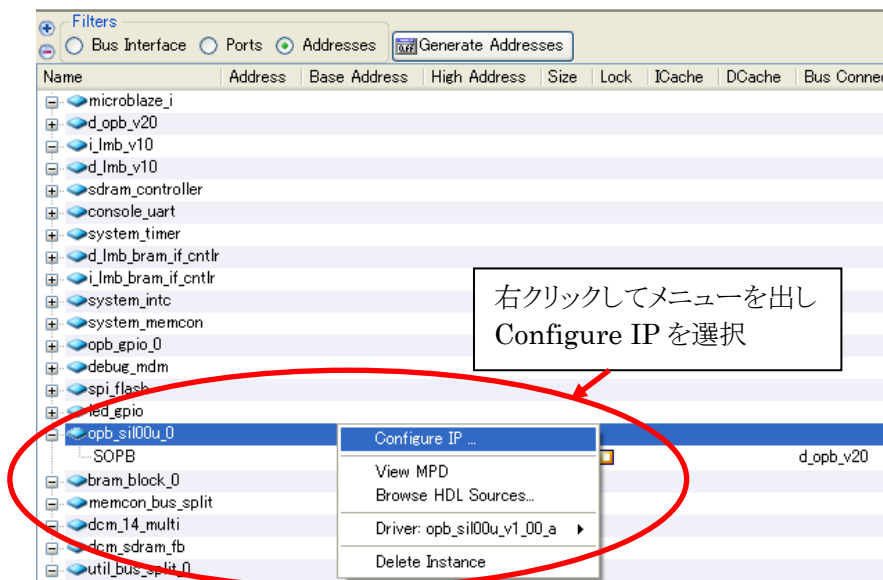 Filters
Bus Interface Ports Addresses Generate Addresses
Name Address Base Address High Address Size Lock ICache DCache Bus Connec
microblaze_i
d_opb_v20
i_lmb_v10
d_lmb_v10
sdram_controller
console_uart
system_timer
d_lmb_bram_if_cntlr
i_lmb_bram_if_cntlr
system_intc
system_memcon
opb_gpio_0
debug_mdm
spi_flash
led_gpio
右クリックしてメニューを出し
Configure IP を選択
opb_sil00u_0
SOPB d_opb_v20
bram_block_0
memcon_bus_split
dcm_14_multi
dcm_sdram_fb
util_bus_split_0
Configure IP ...
View MPD
Browse HDL Sources...
Driver: opb_sil00u_v1_00_a
Delete Instance